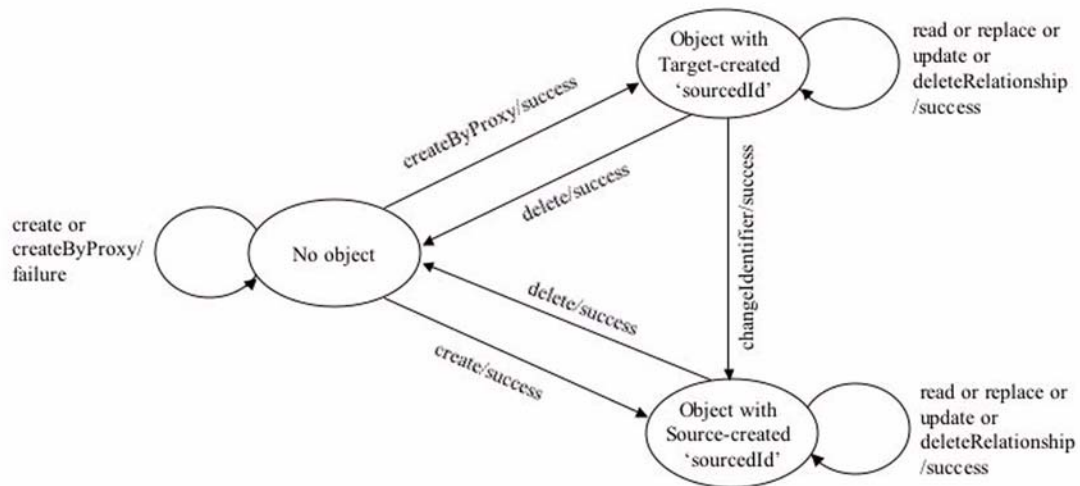 Object with
Target-created
‘sourcedId’
read or replace or
update or
deleteRelationship
/success
createByProxy/success
delete/success
changeIdentifier/success
create or
createByProxy/
failure
No object
delete/success
create/success
Object with
Source-created
‘sourcedId’
read or replace or
update or
deleteRelationship
/success